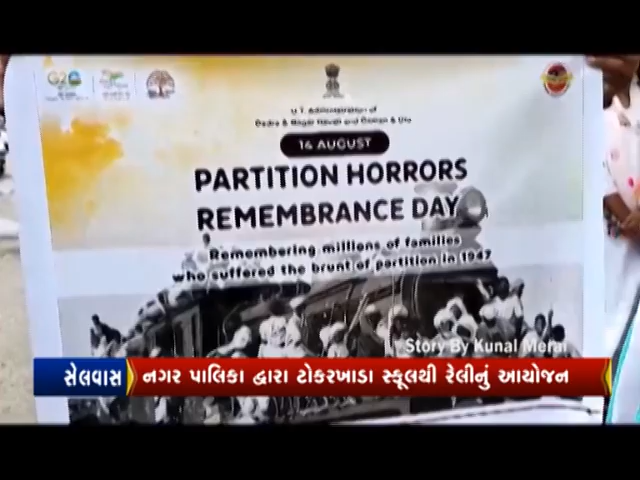 G20
U.T. Administration of
Dadra & Nagar Haveli and Daman & Diu
14 AUGUST
PARTITION HORRORS
REMEMBRANCE DAY
Remembering millions of families
who suffered the brunt of partition in 1947
Story By Kunal Merai
સેલવાસ
નગર પાલિકા દ્વારા ટોકરખાડા સ્કૂલથી રેલીનું આયોજન